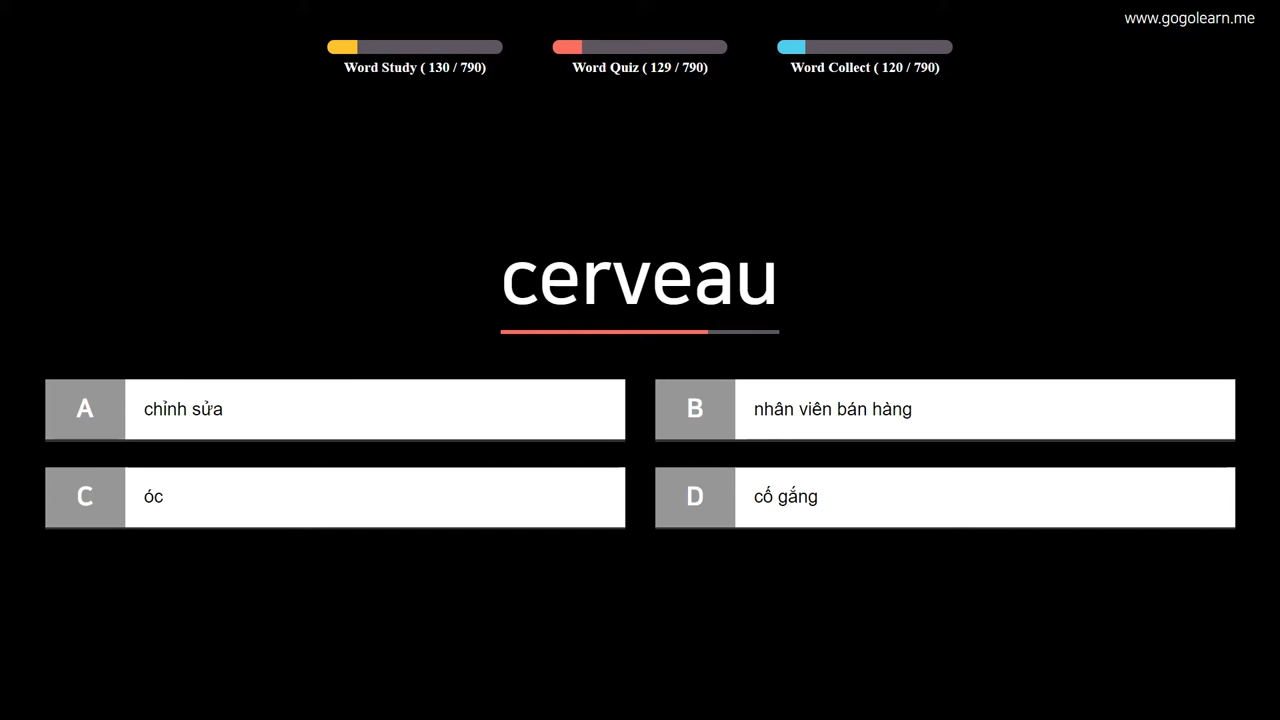 www.gogolearn.me
Word Study ( 130 / 790)
Word Quiz ( 129 / 790)
Word Collect ( 120 / 790)
cerveau
A chỉnh sửa
B nhân viên bán hàng
C óc
D cố gắng